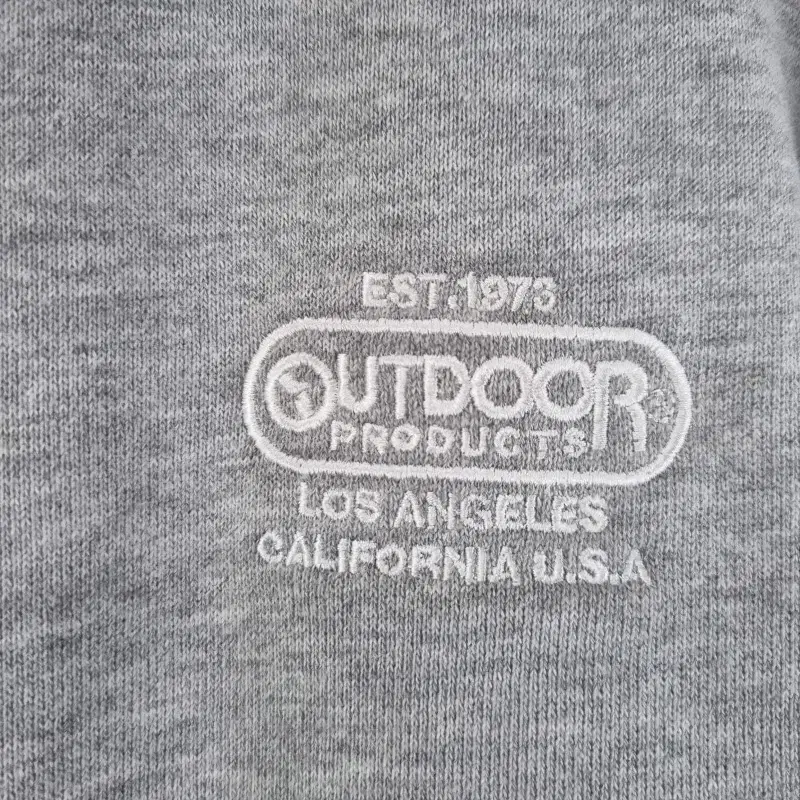 EST.1973
OUTDOOR®
PRODUCTS
LOS ANGELES
CALIFORNIA U.S.A